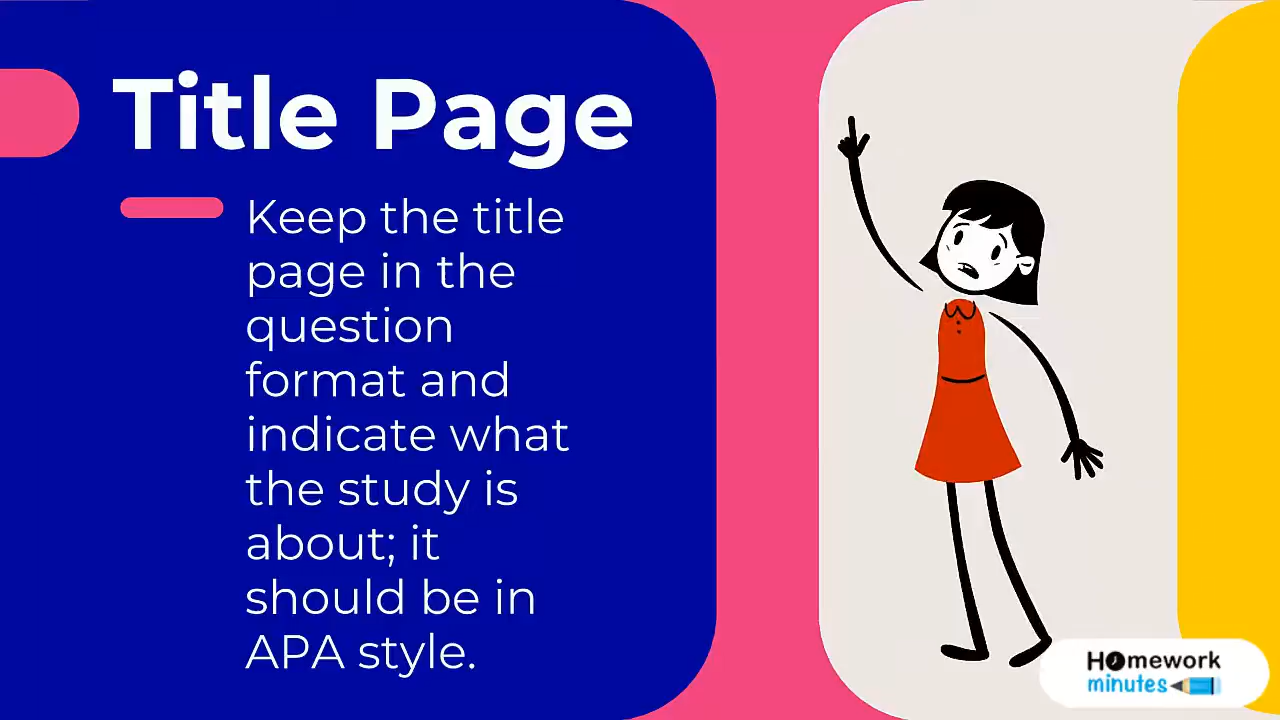 Title Page
Keep the title
page in the
question
format and
indicate what
the study is
about; it
should be in
APA style.
Homework
minutes